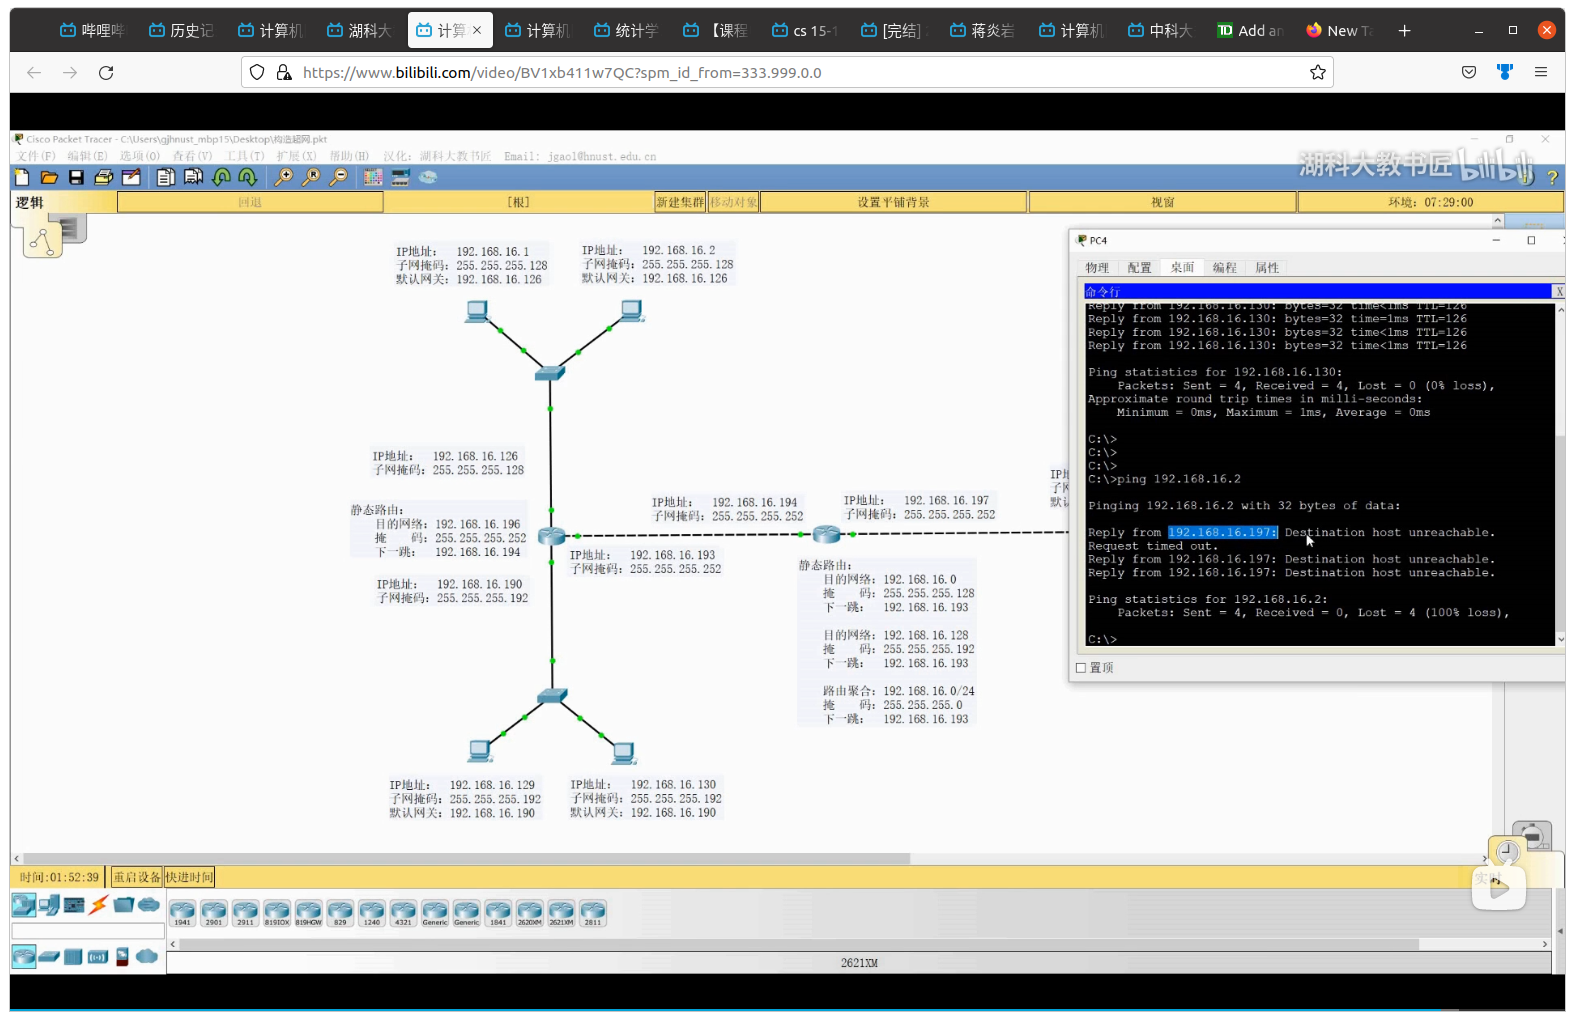 哔哩哔
历史记
计算机
湖科大
计算
计算机
统计学
【课程
cs 15-1
[完结]
蒋炎岩
计算机
中科大
Add an
New Ta
https://www.bilibili.com/video/BV1xb411w7QC?spm_id_from=333.999.0.0
Cisco Packet Tracer - C:\Users\gjhnust_mbp15\Desktop\构造超网.pkt
文件(F) 编辑(E) 选项(O) 查看(V) 工具(T) 扩展(X) 帮助(H) 汉化: 湖科大教书匠 Email: jgaol@hnust.edu.cn
湖科大教书匠 bilibili
逻辑
回退
[根]
新建集群
移动对象
设置平铺背景
视窗
环境: 07:29:00
IP地址: 192.168.16.1
子网掩码: 255.255.255.128
默认网关: 192.168.16.126
IP地址: 192.168.16.2
子网掩码: 255.255.255.128
默认网关: 192.168.16.126
IP地址: 192.168.16.126
子网掩码: 255.255.255.128
静态路由:
目的网络: 192.168.16.196
掩 码: 255.255.255.252
下一跳: 192.168.16.194
IP地址: 192.168.16.190
子网掩码: 255.255.255.192
IP地址: 192.168.16.193
子网掩码: 255.255.255.252
IP地址: 192.168.16.194
子网掩码: 255.255.255.252
IP地址: 192.168.16.197
子网掩码: 255.255.255.252
静态路由:
目的网络: 192.168.16.0
掩 码: 255.255.255.128
下一跳: 192.168.16.193
目的网络: 192.168.16.128
掩 码: 255.255.255.192
下一跳: 192.168.16.193
路由聚合: 192.168.16.0/24
掩 码: 255.255.255.0
下一跳: 192.168.16.193
IP地址: 192.168.16.129
子网掩码: 255.255.255.192
默认网关: 192.168.16.190
IP地址: 192.168.16.130
子网掩码: 255.255.255.192
默认网关: 192.168.16.190
PC4
物理 配置 桌面 编程 属性
命令行 X
Reply from 192.168.16.130: bytes=32 time<1ms TTL=126
Reply from 192.168.16.130: bytes=32 time=1ms TTL=126
Reply from 192.168.16.130: bytes=32 time<1ms TTL=126
Reply from 192.168.16.130: bytes=32 time<1ms TTL=126
Ping statistics for 192.168.16.130:
Packets: Sent = 4, Received = 4, Lost = 0 (0% loss),
Approximate round trip times in milli-seconds:
Minimum = 0ms, Maximum = 1ms, Average = 0ms
C:\>
C:\>
C:\>
C:\>ping 192.168.16.2
Pinging 192.168.16.2 with 32 bytes of data:
Reply from 192.168.16.197: Destination host unreachable.
Request timed out.
Reply from 192.168.16.197: Destination host unreachable.
Reply from 192.168.16.197: Destination host unreachable.
Ping statistics for 192.168.16.2:
Packets: Sent = 4, Received = 0, Lost = 4 (100% loss),
C:\>
置顶
时间:01:52:39
重启设备
快进时间
实时
1941 2901 2911 819IOX 819HGW 829 1240 4321 Generic Generic 1841 2620XM 2621XM 2811
2621XM